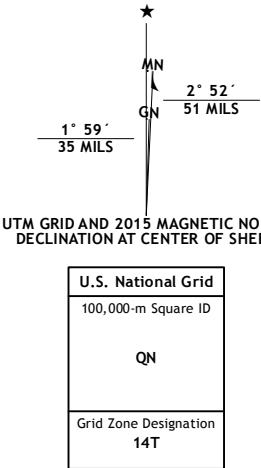 MN
GN
2° 52´
51 MILS
1° 59´
35 MILS
UTM GRID AND 2015 MAGNETIC NO
DECLINATION AT CENTER OF SHE
U.S. National Grid
100,000-m Square ID
QN
Grid Zone Designation
14T